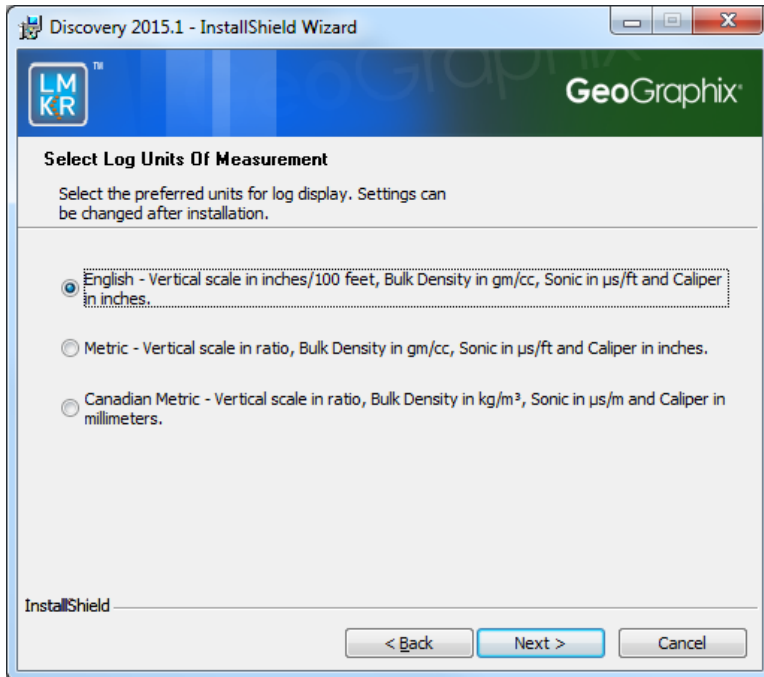 Discovery 2015.1 - InstallShield Wizard
LM
KR
TM
GeoGraphix
GeoGraphix®
Select Log Units Of Measurement
Select the preferred units for log display. Settings can
be changed after installation.
English - Vertical scale in inches/100 feet, Bulk Density in gm/cc, Sonic in µs/ft and Caliper
in inches.
Metric - Vertical scale in ratio, Bulk Density in gm/cc, Sonic in µs/ft and Caliper in inches.
Canadian Metric - Vertical scale in ratio, Bulk Density in kg/m³, Sonic in µs/m and Caliper in
millimeters.
InstallShield
< Back
Next >
Cancel